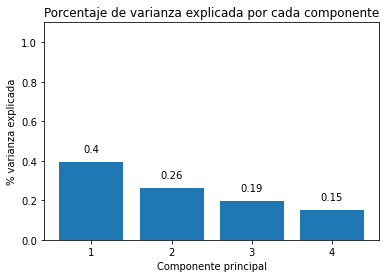 Porcentaje de varianza explicada por cada componente
% varianza explicada
1.0
0.8
0.6
0.4
0.2
0.0
0.4
0.26
0.19
0.15
1 2 3 4
Componente principal